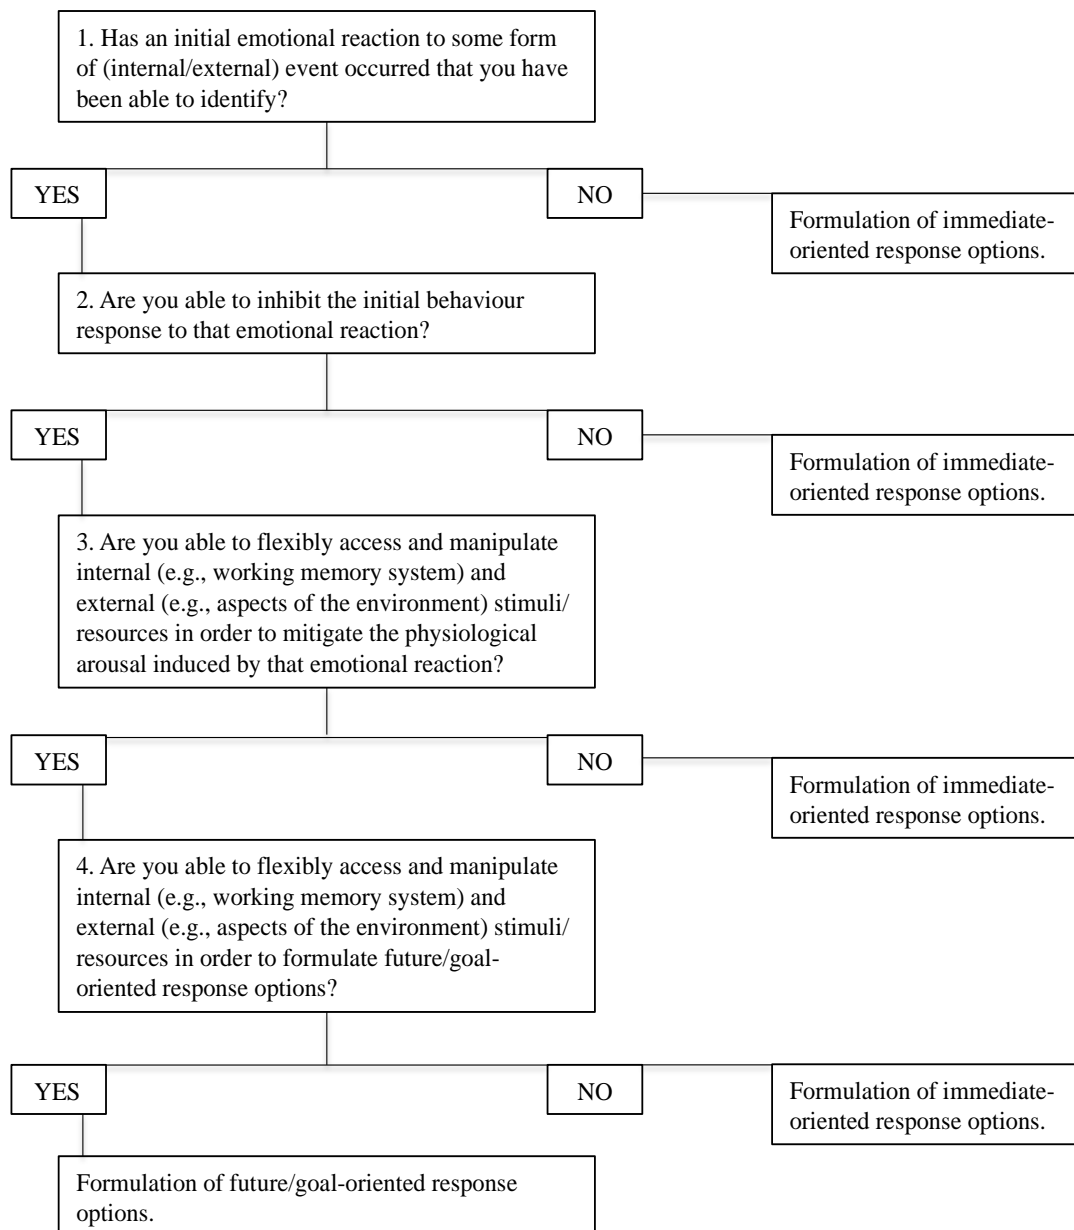 1. Has an initial emotional reaction to some form
of (internal/external) event occurred that you have
been able to identify?
YES
NO
Formulation of immediate-
oriented response options.
2. Are you able to inhibit the initial behaviour
response to that emotional reaction?
YES
NO
Formulation of immediate-
oriented response options.
3. Are you able to flexibly access and manipulate
internal (e.g., working memory system) and
external (e.g., aspects of the environment) stimuli/
resources in order to mitigate the physiological
arousal induced by that emotional reaction?
YES
NO
Formulation of immediate-
oriented response options.
4. Are you able to flexibly access and manipulate
internal (e.g., working memory system) and
external (e.g., aspects of the environment) stimuli/
resources in order to formulate future/goal-
oriented response options?
YES
NO
Formulation of immediate-
oriented response options.
Formulation of future/goal-oriented response
options.